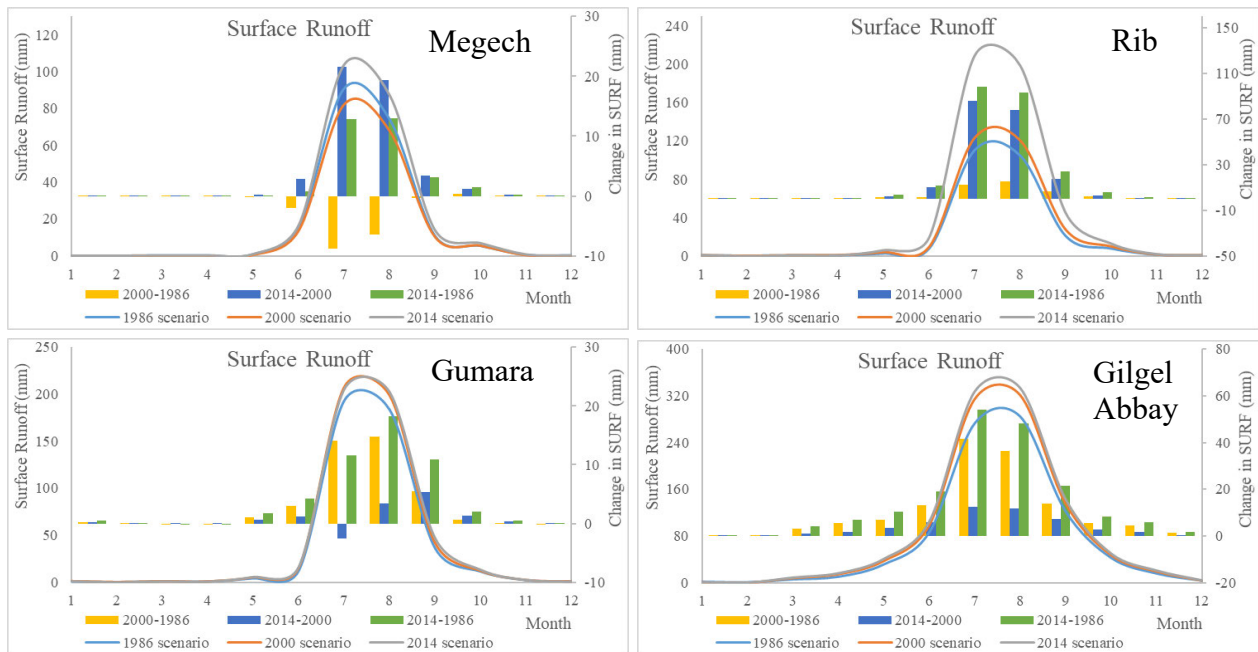 Surface Runoff
Megech
Surface Runoff (mm)
120
100
80
60
40
20
0
30
20
10
0
-10
Change in SURF (mm)
1 2 3 4 5 6 7 8 9 10 11 12
Month
2000-1986 2014-2000 2014-1986
1986 scenario 2000 scenario 2014 scenario
Surface Runoff
Rib
Surface Runoff (mm)
240
200
160
120
80
40
0
150
110
70
30
-10
-50
Change in SURF (mm)
1 2 3 4 5 6 7 8 9 10 11 12
Month
2000-1986 2014-2000 2014-1986
1986 scenario 2000 scenario 2014 scenario
Surface Runoff
Gumara
Surface Runoff (mm)
250
200
150
100
50
0
30
20
10
0
-10
Change in SURF (mm)
1 2 3 4 5 6 7 8 9 10 11 12
Month
2000-1986 2014-2000 2014-1986
1986 scenario 2000 scenario 2014 scenario
Surface Runoff
Gilgel
Abbay
Surface Runoff (mm)
400
320
240
160
80
0
80
60
40
20
0
-20
Change in SURF (mm)
1 2 3 4 5 6 7 8 9 10 11 12
Month
2000-1986 2014-2000 2014-1986
1986 scenario 2000 scenario 2014 scenario